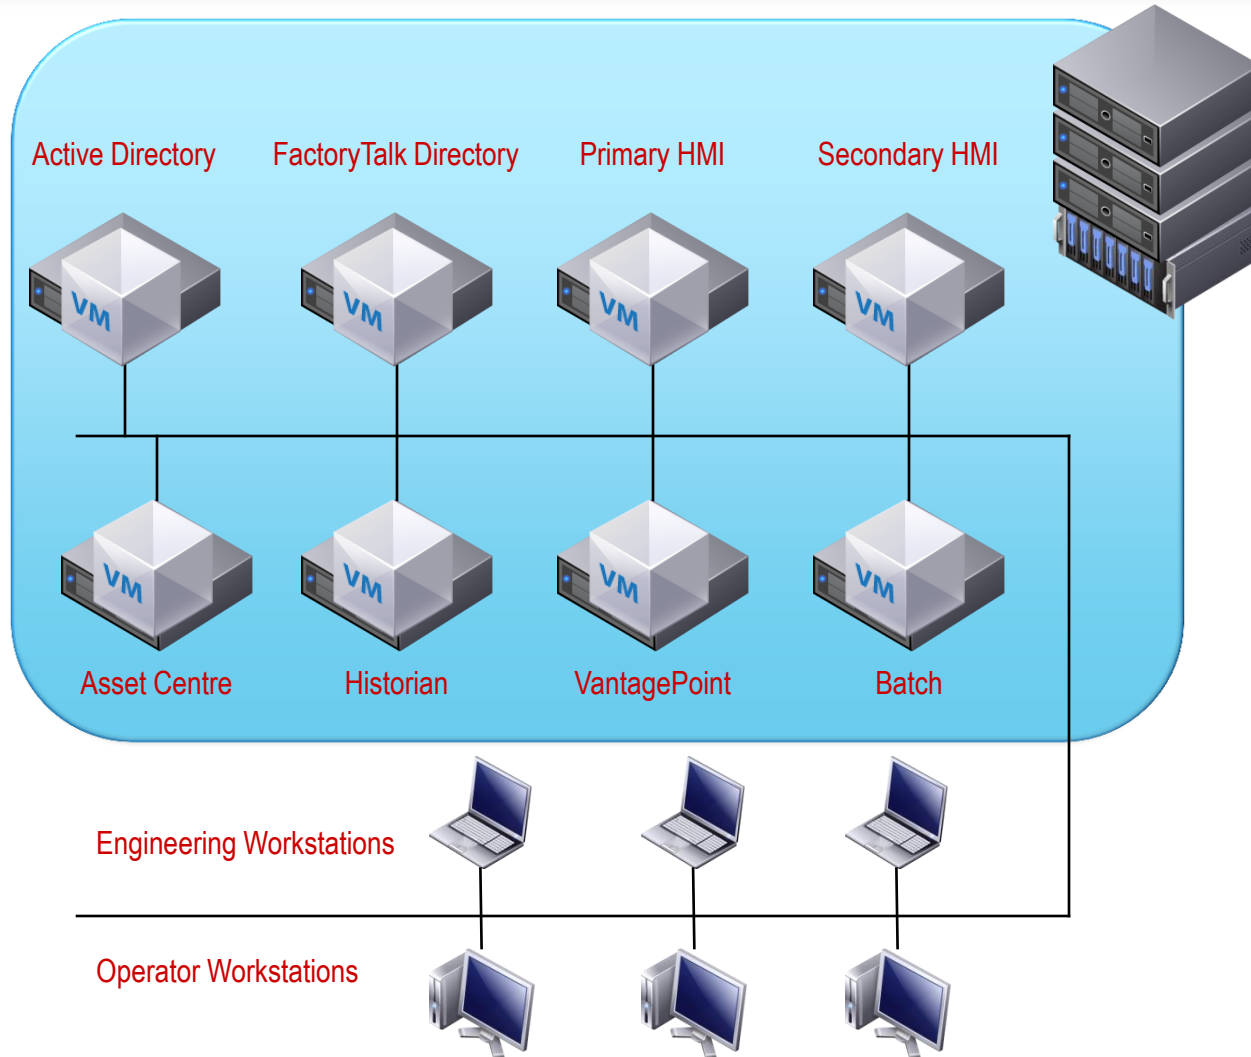 Active Directory
FactoryTalk Directory
Primary HMI
Secondary HMI
VM
VM
VM
VM
VM
VM
VM
VM
Asset Centre
Historian
VantagePoint
Batch
Engineering Workstations
Operator Workstations